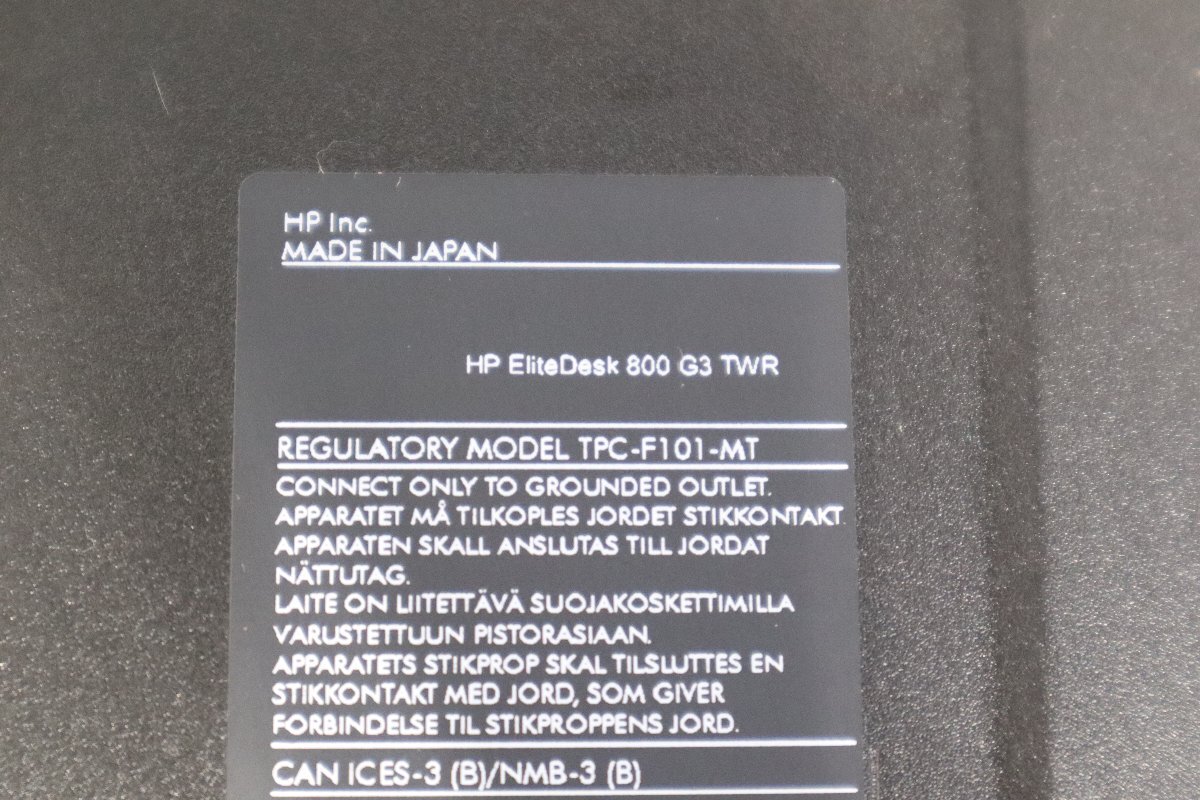 HP Inc.
MADE IN JAPAN
HP EliteDesk 800 G3 TWR
REGULATORY MODEL TPC-F101-MT
CONNECT ONLY TO GROUNDED OUTLET.
APPARATET MÅ TILKOPLES JORDET STIKKONTAKT
APPARATEN SKALL ANSLUTAS TILL JORDAT
NÄTTUTAG.
LAITE ON LIITETTÄVÄ SUOJAKOSKETTIMILLA
VARUSTETTUUN PISTORASIAAN.
APPARATETS STIKPROP SKAL TILSLUTTES EN
STIKKONTAKT MED JORD, SOM GIVER
FORBINDELSE TIL STIKPROPPENS JORD.
CAN ICES-3 (B)/NMB-3 (B)